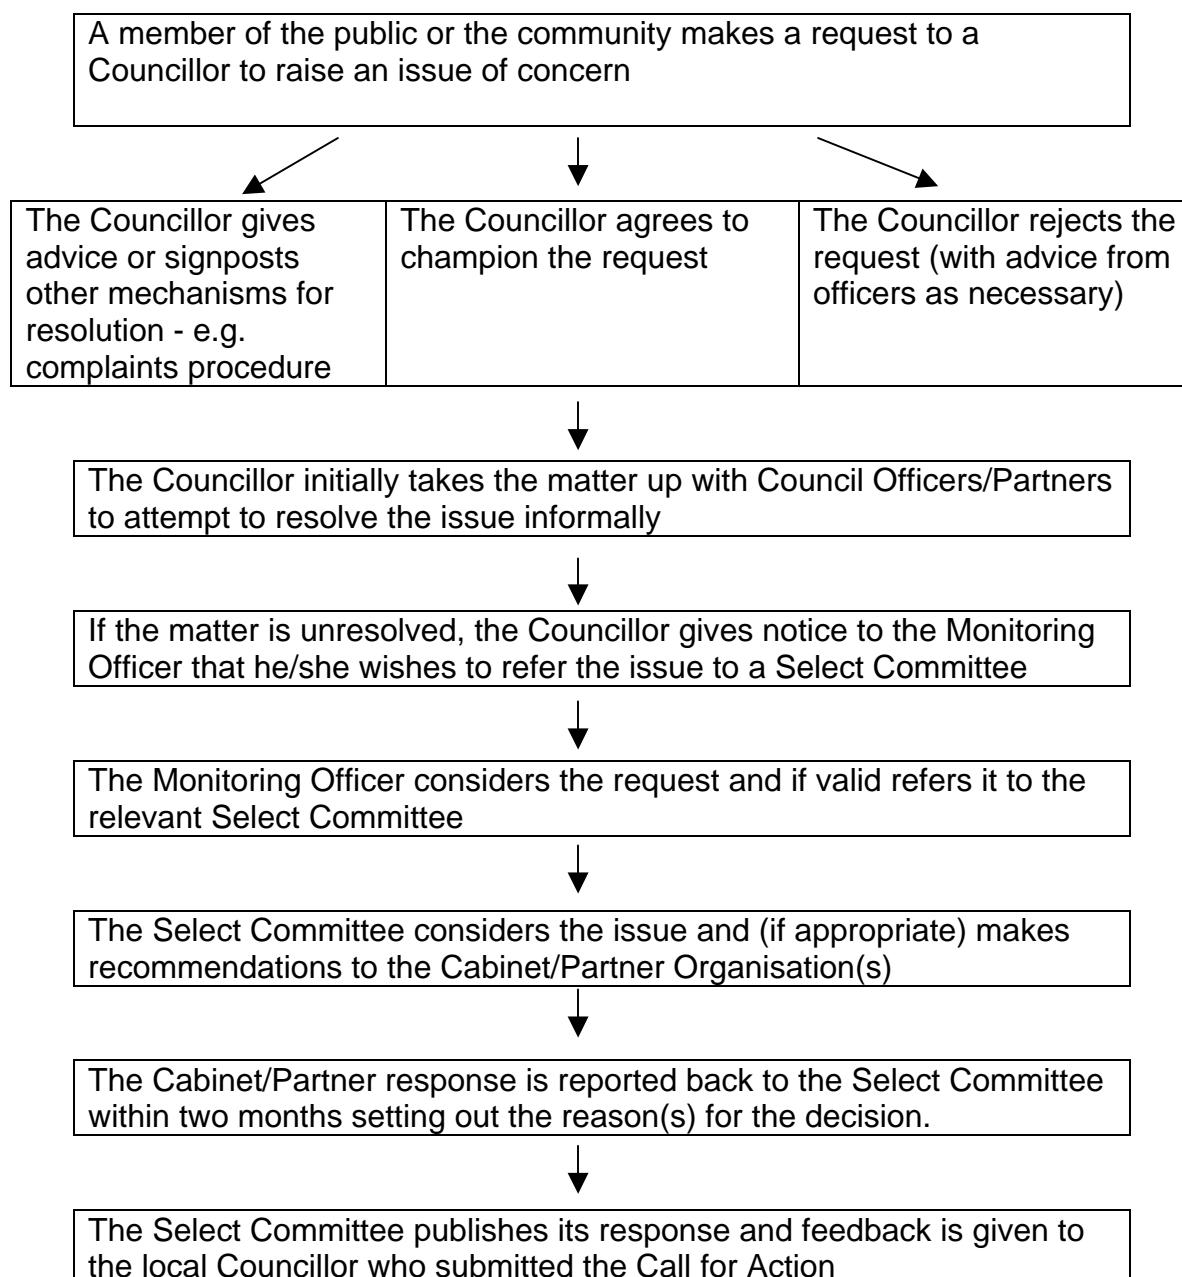 A member of the public or the community makes a request to a
Councillor to raise an issue of concern
The Councillor gives
advice or signposts
other mechanisms for
resolution - e.g.
complaints procedure
The Councillor agrees to
champion the request
The Councillor rejects the
request (with advice from
officers as necessary)
The Councillor initially takes the matter up with Council Officers/Partners
to attempt to resolve the issue informally
If the matter is unresolved, the Councillor gives notice to the Monitoring
Officer that he/she wishes to refer the issue to a Select Committee
The Monitoring Officer considers the request and if valid refers it to the
relevant Select Committee
The Select Committee considers the issue and (if appropriate) makes
recommendations to the Cabinet/Partner Organisation(s)
The Cabinet/Partner response is reported back to the Select Committee
within two months setting out the reason(s) for the decision.
The Select Committee publishes its response and feedback is given to
the local Councillor who submitted the Call for Action